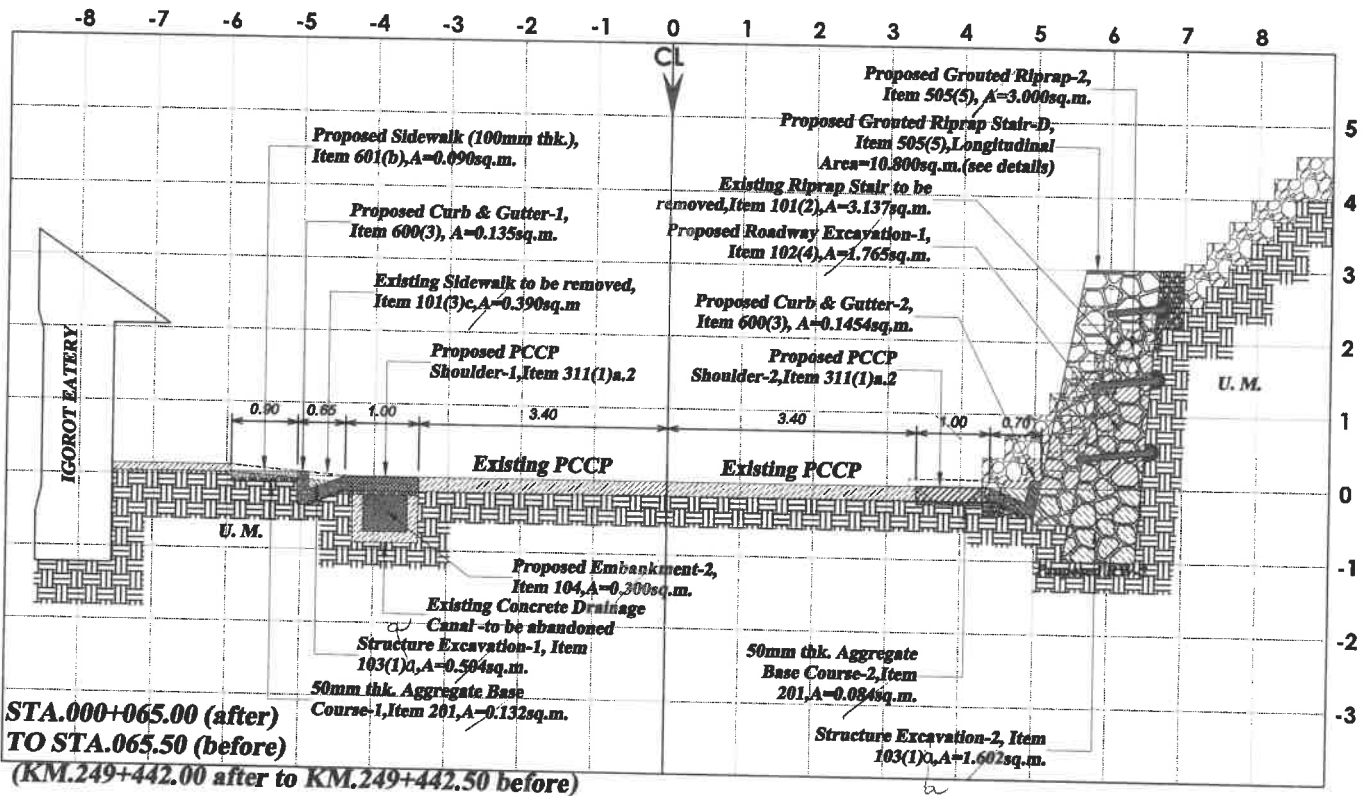 -8 -7 -6 -5 -4 -3 -2 -1 0 1 2 3 4 5 6 7 8
CL
Proposed Grouted Riprap-2,
Item 505(5), A=3.000sq.m.
Proposed Grouted Riprap Stair-D,
Item 505(5),Longitudinal
Area=10.800sq.m.(see details)
Existing Riprap Stair to be
removed,Item 101(2),A=3.137sq.m.
Proposed Roadway Excavation-1,
Item 102(4),A=1.765sq.m.
Proposed Curb & Gutter-2,
Item 600(3), A=0.1454sq.m.
Proposed PCCP
Shoulder-2,Item 311(1)a.2
Proposed Sidewalk (100mm thk.),
Item 601(b),A=0.090sq.m.
Proposed Curb & Gutter-1,
Item 600(3), A=0.135sq.m.
Existing Sidewalk to be removed,
Item 101(3)c,A=0.390sq.m
Proposed PCCP
Shoulder-1,Item 311(1)a.2
IGOROT EATERY
0.90 0.65 1.00 3.40 3.40 1.00 0.70
Existing PCCP Existing PCCP
U. M.
U. M.
5
4
3
2
1
0
-1
-2
-3
Proposed Embankment-2,
Item 104,A=0.300sq.m.
Existing Concrete Drainage
Canal -to be abandoned
Structure Excavation-1, Item
103(1)a,A=0.504sq.m.
a
50mm thk. Aggregate Base
Course-1,Item 201,A=0.132sq.m.
50mm thk. Aggregate
Base Course-2,Item
201,A=0.084sq.m.
Structure Excavation-2, Item
103(1)a,A=1.602sq.m.
a
STA.000+065.00 (after)
TO STA.065.50 (before)
(KM.249+442.00 after to KM.249+442.50 before)